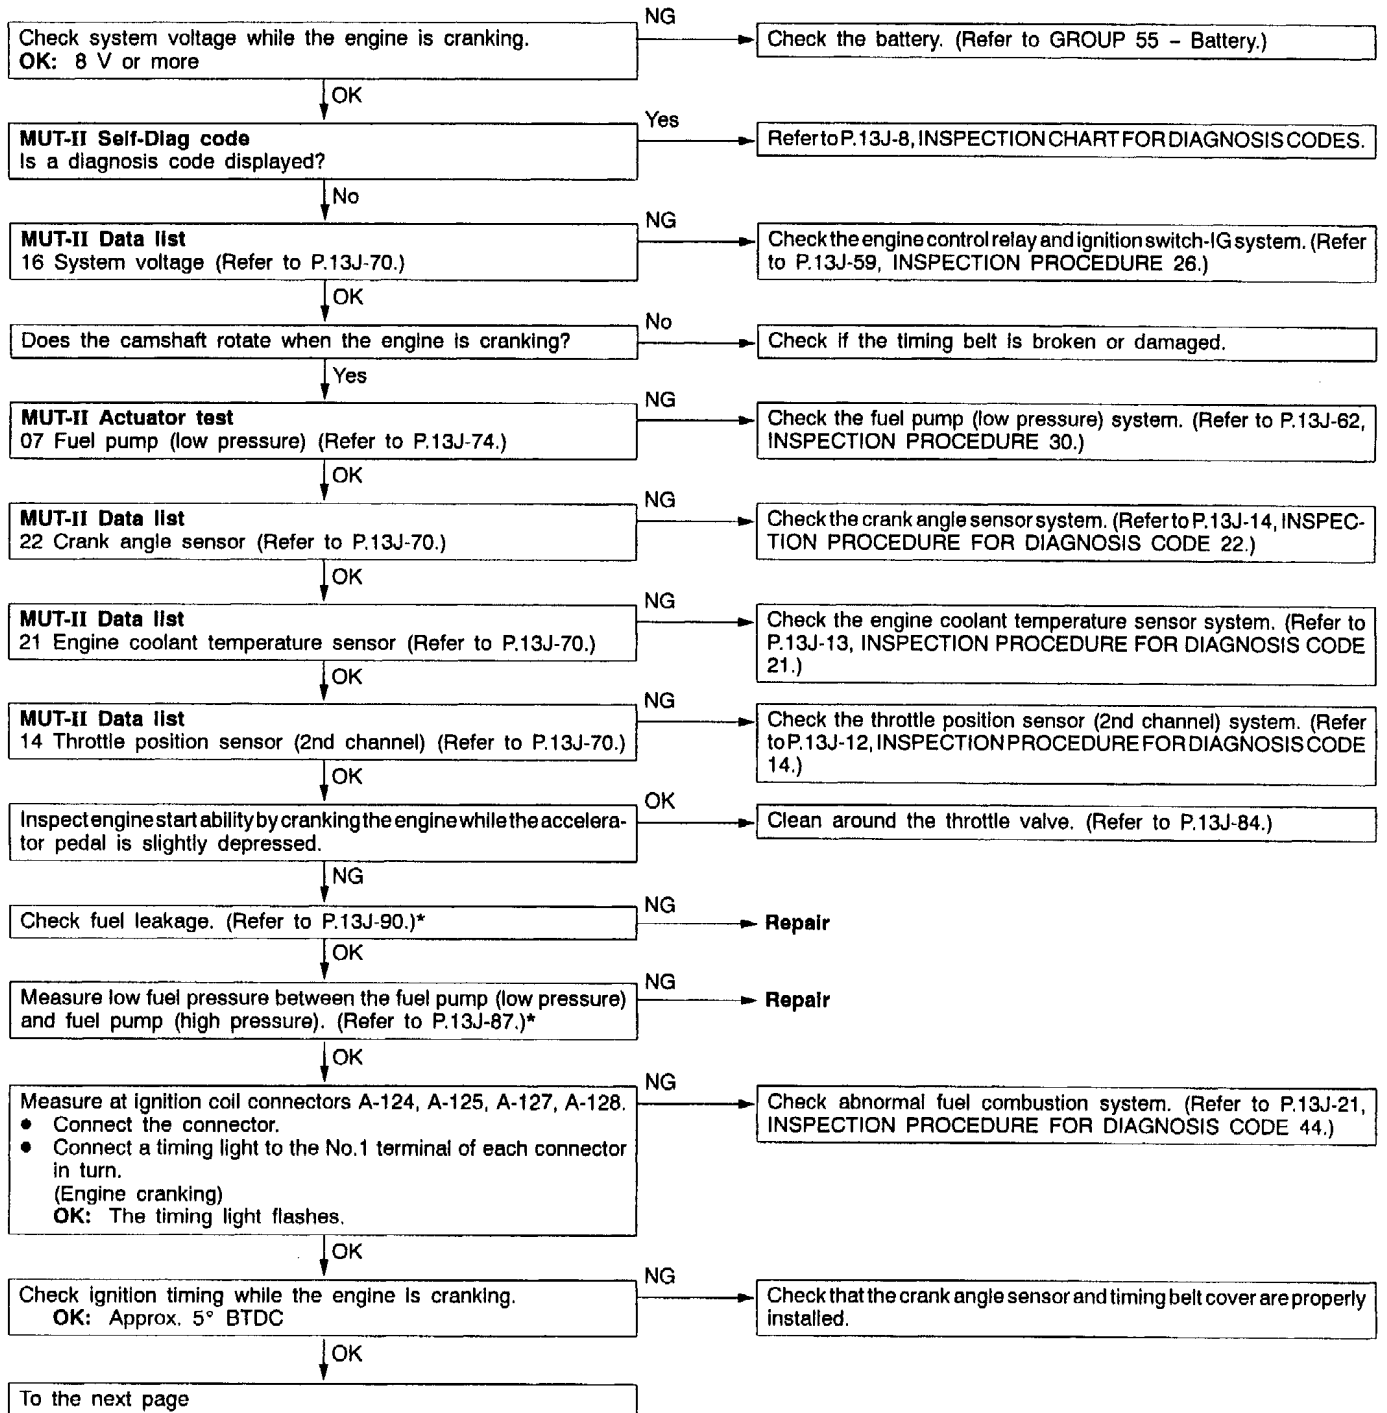 NG
Check system voltage while the engine is cranking.
OK: 8 V or more
Check the battery. (Refer to GROUP 55 – Battery.)
OK
MUT-II Self-Diag code
Is a diagnosis code displayed?
Yes
Refer to P.13J-8, INSPECTION CHART FOR DIAGNOSIS CODES.
No
MUT-II Data list
16 System voltage (Refer to P.13J-70.)
NG
Check the engine control relay and ignition switch-IG system. (Refer
to P.13J-59, INSPECTION PROCEDURE 26.)
OK
Does the camshaft rotate when the engine is cranking?
No
Check if the timing belt is broken or damaged.
Yes
MUT-II Actuator test
07 Fuel pump (low pressure) (Refer to P.13J-74.)
NG
Check the fuel pump (low pressure) system. (Refer to P.13J-62,
INSPECTION PROCEDURE 30.)
OK
MUT-II Data list
22 Crank angle sensor (Refer to P.13J-70.)
NG
Check the crank angle sensor system. (Refer to P.13J-14, INSPEC-
TION PROCEDURE FOR DIAGNOSIS CODE 22.)
OK
MUT-II Data list
21 Engine coolant temperature sensor (Refer to P.13J-70.)
NG
Check the engine coolant temperature sensor system. (Refer to
P.13J-13, INSPECTION PROCEDURE FOR DIAGNOSIS CODE
21.)
OK
MUT-II Data list
14 Throttle position sensor (2nd channel) (Refer to P.13J-70.)
NG
Check the throttle position sensor (2nd channel) system. (Refer
to P.13J-12, INSPECTION PROCEDURE FOR DIAGNOSIS CODE
14.)
OK
Inspect engine start ability by cranking the engine while the accelera-
tor pedal is slightly depressed.
OK
Clean around the throttle valve. (Refer to P.13J-84.)
NG
Check fuel leakage. (Refer to P.13J-90.)*
NG
Repair
OK
Measure low fuel pressure between the fuel pump (low pressure)
and fuel pump (high pressure). (Refer to P.13J-87.)*
NG
Repair
OK
Measure at ignition coil connectors A-124, A-125, A-127, A-128.
● Connect the connector.
● Connect a timing light to the No.1 terminal of each connector
in turn.
(Engine cranking)
OK: The timing light flashes.
NG
Check abnormal fuel combustion system. (Refer to P.13J-21,
INSPECTION PROCEDURE FOR DIAGNOSIS CODE 44.)
OK
Check ignition timing while the engine is cranking.
OK: Approx. 5° BTDC
NG
Check that the crank angle sensor and timing belt cover are properly
installed.
OK
To the next page